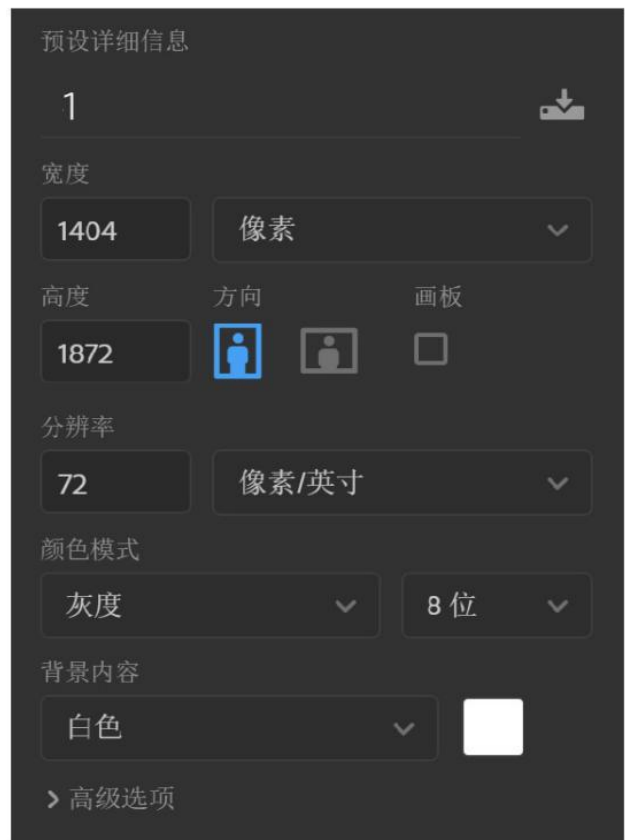 预设详细信息
1
宽度
1404 像素
高度 方向 画板
1872
分辨率
72 像素/英寸
颜色模式
灰度 8 位
背景内容
白色
高级选项